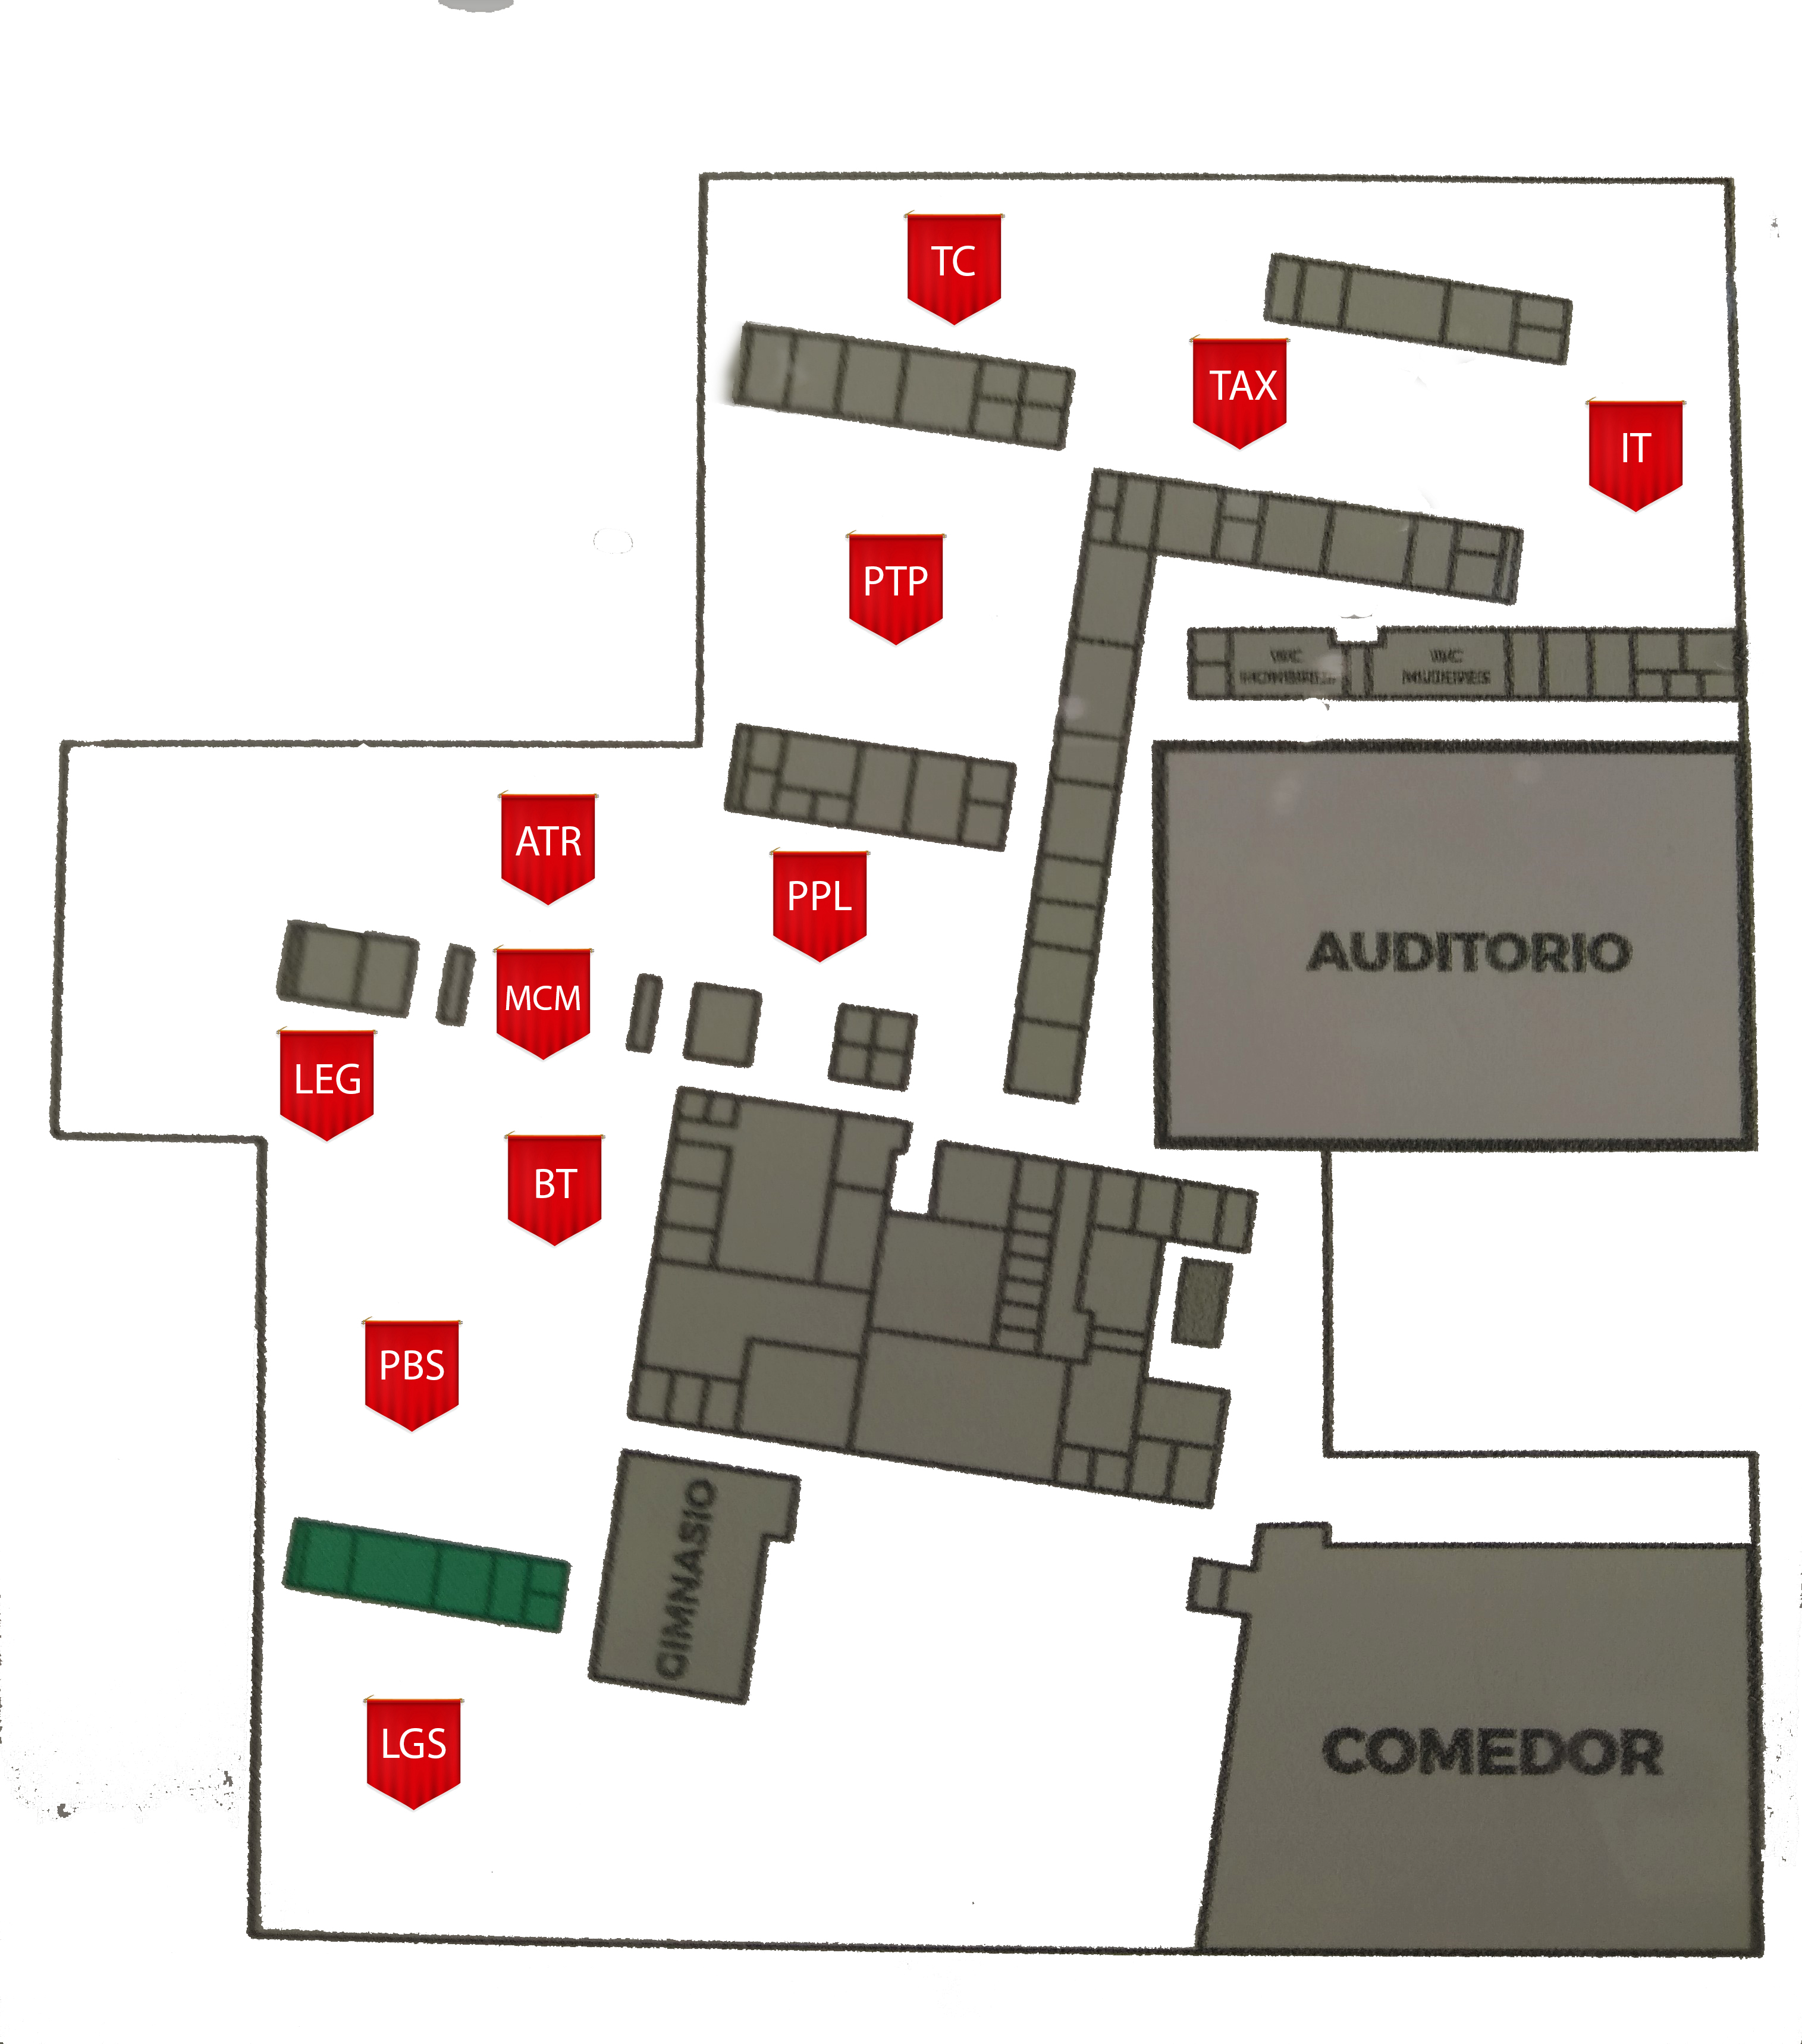 TC
TAX
IT
PTP
WC
HOMBRES
WC
MUJERES
ATR
PPL
AUDITORIO
MCM
LEG
BT
PBS
GIMNASIO
LGS
COMEDOR